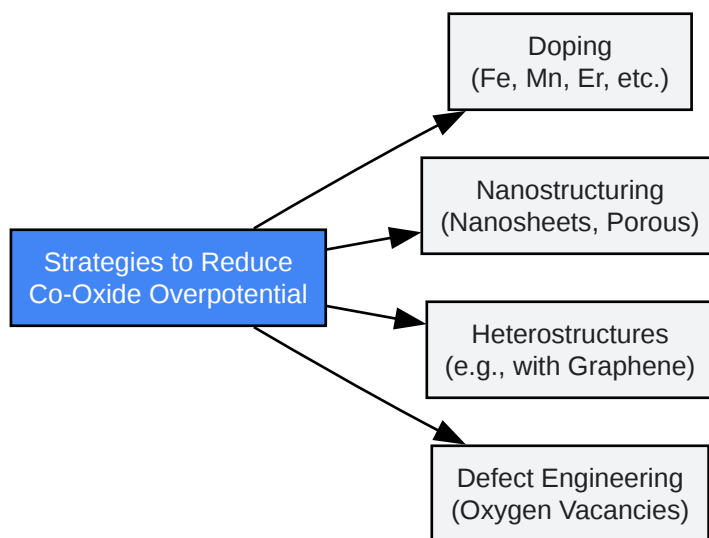 Strategies to Reduce
Co-Oxide Overpotential
Doping
(Fe, Mn, Er, etc.)
Nanostructuring
(Nanosheets, Porous)
Heterostructures
(e.g., with Graphene)
Defect Engineering
(Oxygen Vacancies)